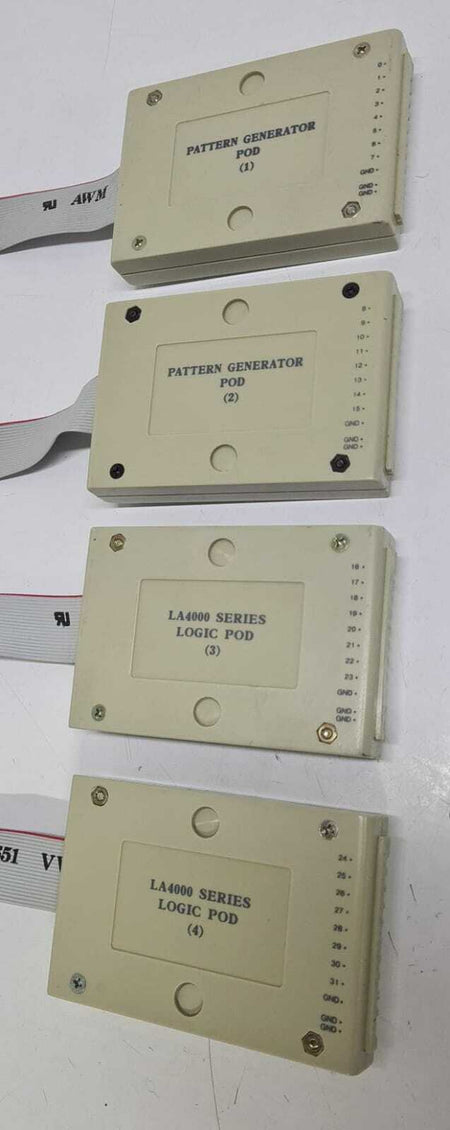 PATTERN GENERATOR
POD
(1)
0
1
2
3
4
5
6
7
GND
GND
GND
AWM
PATTERN GENERATOR
POD
(2)
8
9
10
11
12
13
14
15
GND
GND
GND
LA4000 SERIES
LOGIC POD
(3)
16
17
18
19
20
21
22
23
GND
GND
GND
LA4000 SERIES
LOGIC POD
(4)
24
25
26
27
28
29
30
31
GND
GND
GND